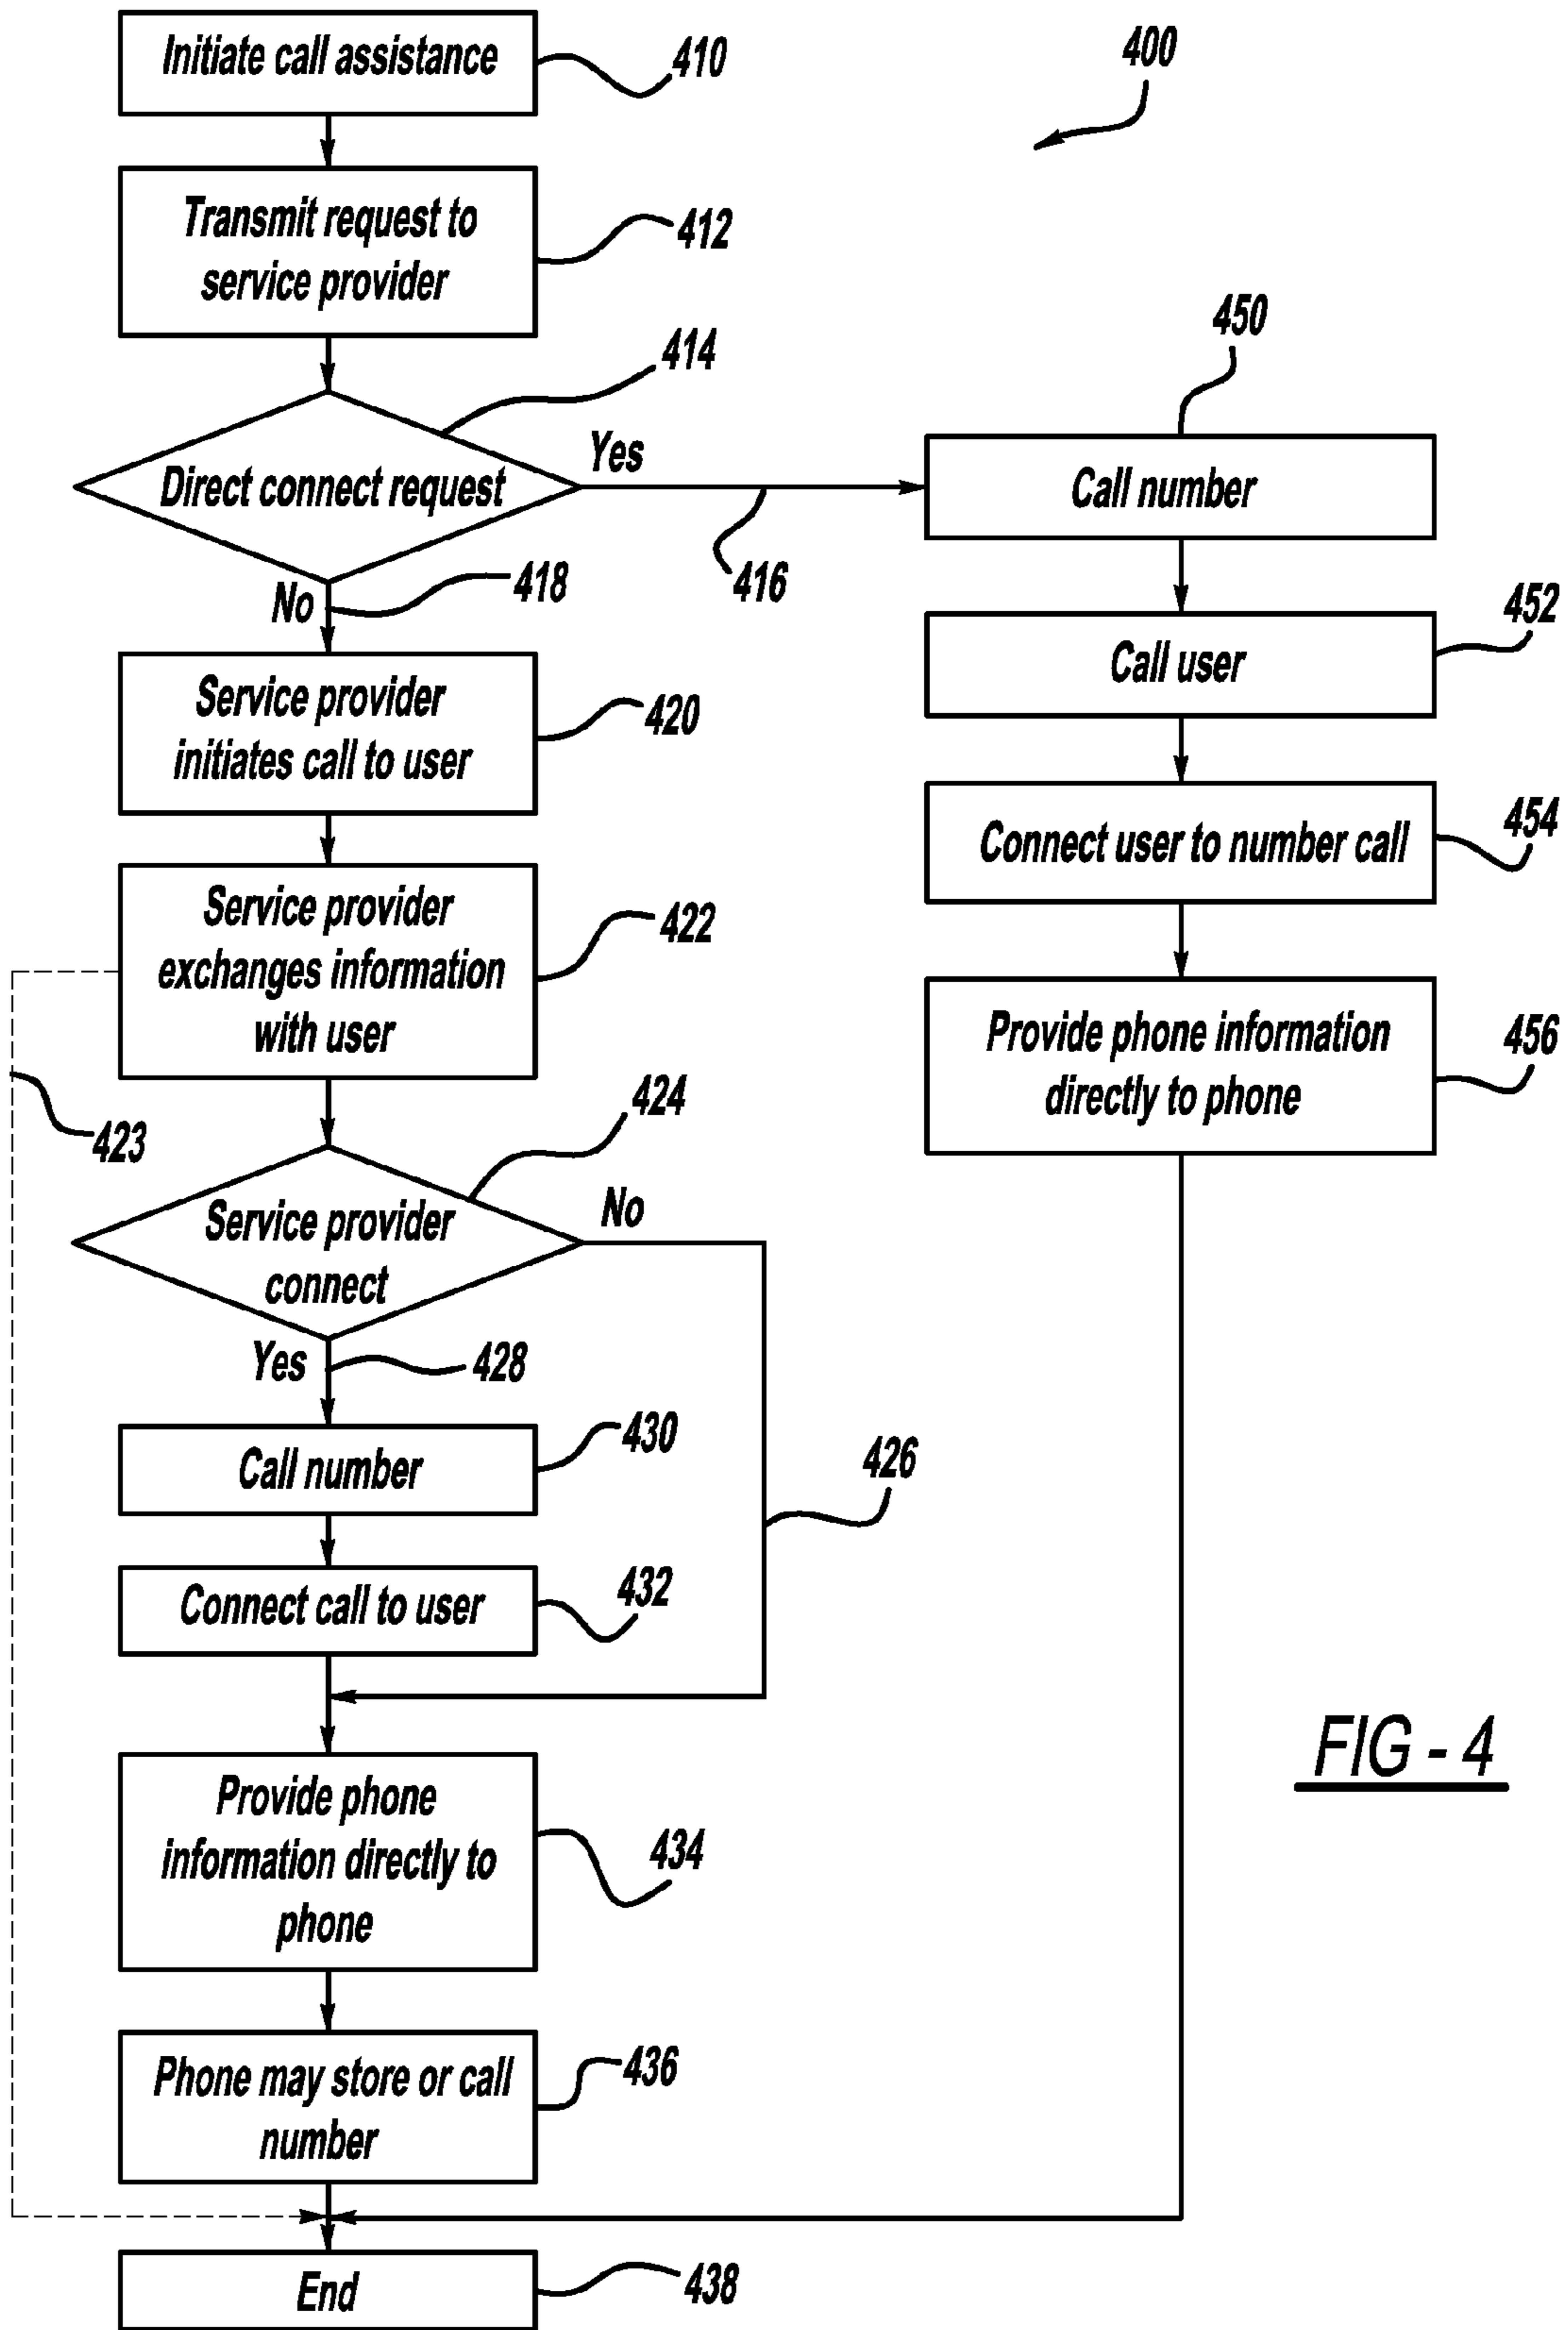 Initiate call assistance
410
400
Transmit request to
service provider
412
414
450
Direct connect request
Yes
416
Call number
No
418
452
Call user
Service provider
initiates call to user
420
454
Connect user to number call
Service provider
exchanges information
with user
422
423
Provide phone information
directly to phone
456
424
Service provider
connect
No
Yes
428
426
Call number
430
Connect call to user
432
FIG - 4
Provide phone
information directly to
phone
434
Phone may store or call
number
436
End
438